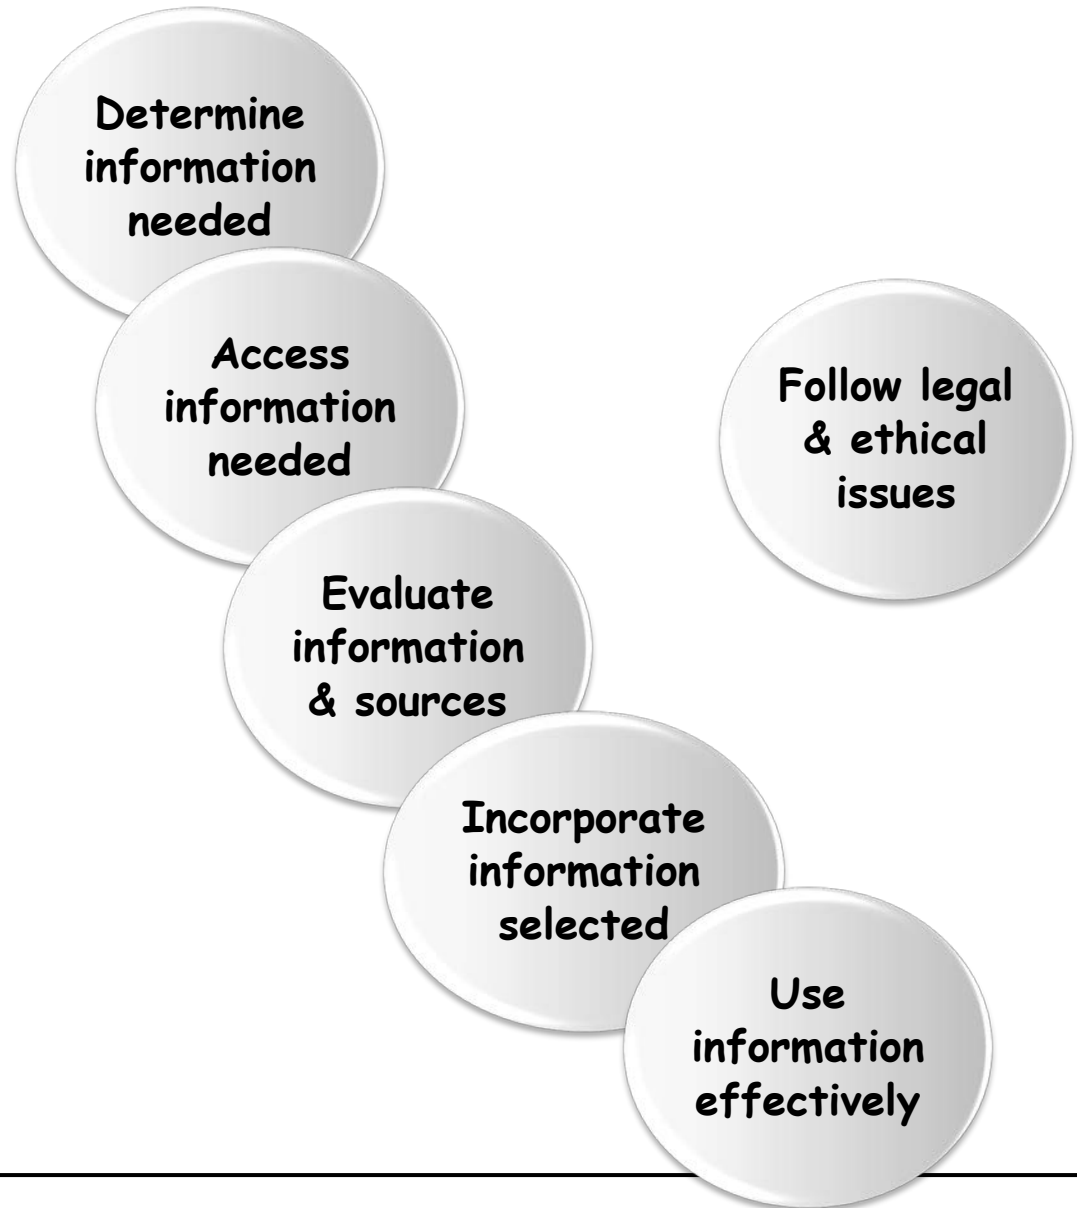 Determine
information
needed
Access
information
needed
Follow legal
& ethical
issues
Evaluate
information
& sources
Incorporate
information
selected
Use
information
effectively